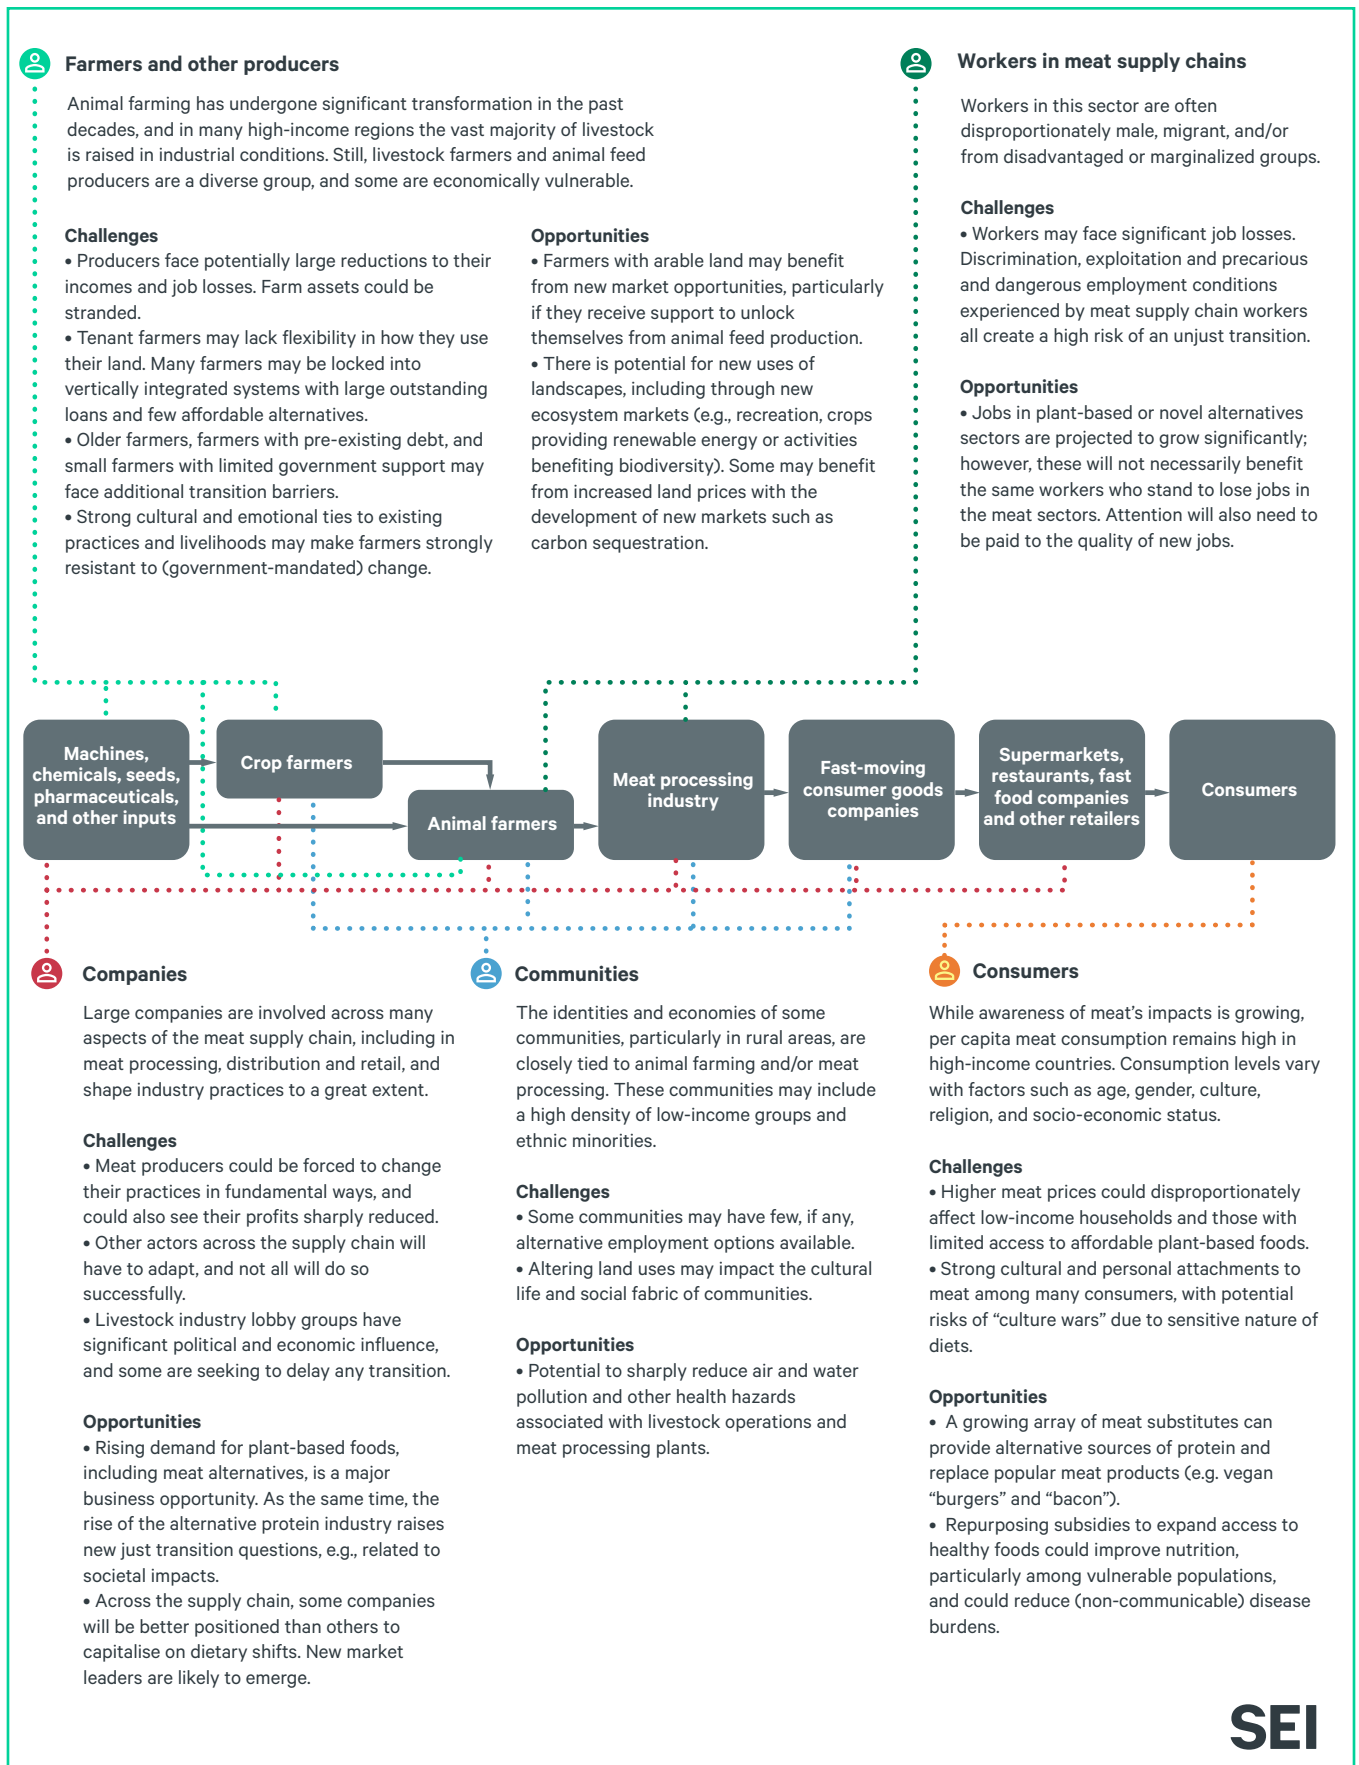 Farmers and other producers
Animal farming has undergone significant transformation in the past
decades, and in many high-income regions the vast majority of livestock
is raised in industrial conditions. Still, livestock farmers and animal feed
producers are a diverse group, and some are economically vulnerable.
Challenges
• Producers face potentially large reductions to their
incomes and job losses. Farm assets could be
stranded.
• Tenant farmers may lack flexibility in how they use
their land. Many farmers may be locked into
vertically integrated systems with large outstanding
loans and few affordable alternatives.
• Older farmers, farmers with pre-existing debt, and
small farmers with limited government support may
face additional transition barriers.
• Strong cultural and emotional ties to existing
practices and livelihoods may make farmers strongly
resistant to (government-mandated) change.
Opportunities
• Farmers with arable land may benefit
from new market opportunities, particularly
if they receive support to unlock
themselves from animal feed production.
• There is potential for new uses of
landscapes, including through new
ecosystem markets (e.g., recreation, crops
providing renewable energy or activities
benefiting biodiversity). Some may benefit
from increased land prices with the
development of new markets such as
carbon sequestration.
Workers in meat supply chains
Workers in this sector are often
disproportionately male, migrant, and/or
from disadvantaged or marginalized groups.
Challenges
• Workers may face significant job losses.
Discrimination, exploitation and precarious
and dangerous employment conditions
experienced by meat supply chain workers
all create a high risk of an unjust transition.
Opportunities
• Jobs in plant-based or novel alternatives
sectors are projected to grow significantly;
however, these will not necessarily benefit
the same workers who stand to lose jobs in
the meat sectors. Attention will also need to
be paid to the quality of new jobs.
Machines,
chemicals, seeds,
pharmaceuticals,
and other inputs
Crop farmers
Animal farmers
Meat processing
industry
Fast-moving
consumer goods
companies
Supermarkets,
restaurants, fast
food companies
and other retailers
Consumers
Companies
Large companies are involved across many
aspects of the meat supply chain, including in
meat processing, distribution and retail, and
shape industry practices to a great extent.
Challenges
• Meat producers could be forced to change
their practices in fundamental ways, and
could also see their profits sharply reduced.
• Other actors across the supply chain will
have to adapt, and not all will do so
successfully.
• Livestock industry lobby groups have
significant political and economic influence,
and some are seeking to delay any transition.
Opportunities
• Rising demand for plant-based foods,
including meat alternatives, is a major
business opportunity. As the same time, the
rise of the alternative protein industry raises
new just transition questions, e.g., related to
societal impacts.
• Across the supply chain, some companies
will be better positioned than others to
capitalise on dietary shifts. New market
leaders are likely to emerge.
Communities
The identities and economies of some
communities, particularly in rural areas, are
closely tied to animal farming and/or meat
processing. These communities may include
a high density of low-income groups and
ethnic minorities.
Challenges
• Some communities may have few, if any,
alternative employment options available.
• Altering land uses may impact the cultural
life and social fabric of communities.
Opportunities
• Potential to sharply reduce air and water
pollution and other health hazards
associated with livestock operations and
meat processing plants.
Consumers
While awareness of meat’s impacts is growing,
per capita meat consumption remains high in
high-income countries. Consumption levels vary
with factors such as age, gender, culture,
religion, and socio-economic status.
Challenges
• Higher meat prices could disproportionately
affect low-income households and those with
limited access to affordable plant-based foods.
• Strong cultural and personal attachments to
meat among many consumers, with potential
risks of “culture wars” due to sensitive nature of
diets.
Opportunities
• A growing array of meat substitutes can
provide alternative sources of protein and
replace popular meat products (e.g. vegan
“burgers” and “bacon”).
• Repurposing subsidies to expand access to
healthy foods could improve nutrition,
particularly among vulnerable populations,
and could reduce (non-communicable) disease
burdens.
SEI